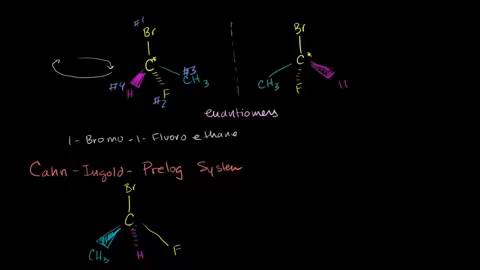 #1
Br
Br
C*
C*
#3
CH3
CH3
#4
H
F
#2
F
H
enantiomers
1-Bromo-1-Fluoro ethane
Cahn-Ingold-Prelog System
Br
C
CH3
H
F